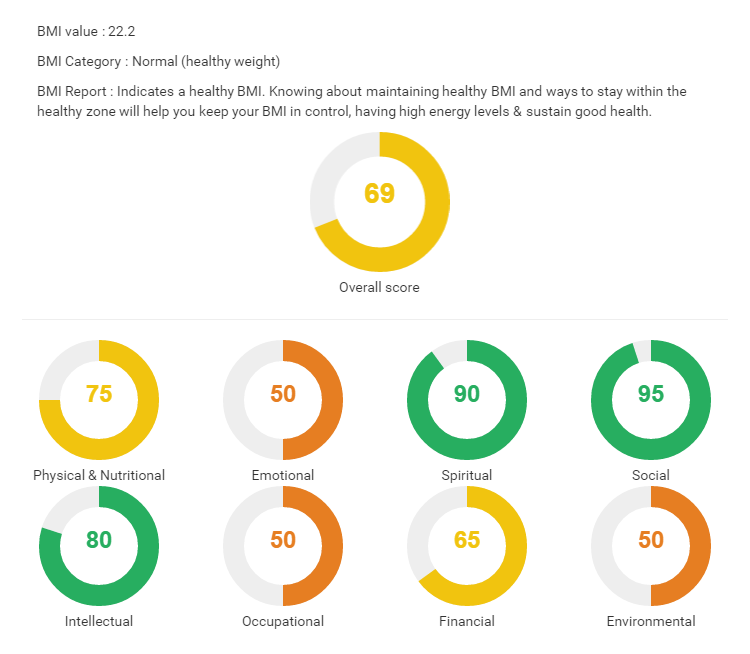 BMI value : 22.2
BMI Category : Normal (healthy weight)
BMI Report : Indicates a healthy BMI. Knowing about maintaining healthy BMI and ways to stay within the
healthy zone will help you keep your BMI in control, having high energy levels & sustain good health.
69
Overall score
75
50
90
95
Physical & Nutritional
Emotional
Spiritual
Social
80
50
65
50
Intellectual
Occupational
Financial
Environmental